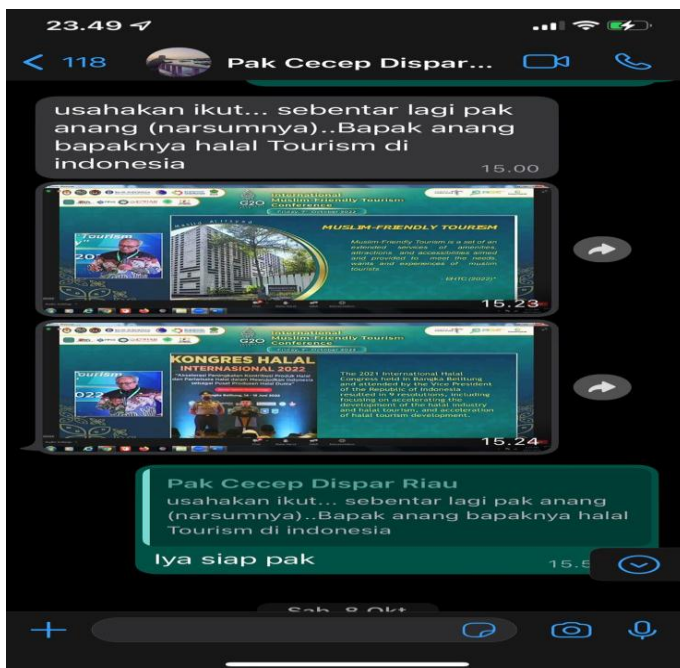 23.49
118
Pak Cecep Dispar...
usahakan ikut... sebentar lagi pak
anang (narsumnya)..Bapak anang
bapaknya halal Tourism di
indonesia
15.00
G20
International
Muslim-Friendly Tourism
Conference
MUSLIM-FRIENDLY TOURISM
Muslim-Friendly Tourism is a set of
extended services of amenities,
attractions, and accessibilities aimed
and provided to meet the needs,
wants and experiences of muslim
tourists
15.23
G20
International
Muslim-Friendly Tourism
Conference
KONGRES HALAL
INTERNASIONAL 2022
The 2021 International Halal
Congress held in Bangka Belitung
and attended by the Vice President
of the Republic of Indonesia
resulted in 9 resolutions, including
focusing on accelerating the
development of the halal industry
and halal tourism, and acceleration
of halal tourism development.
15.24
Pak Cecep Dispar Riau
usahakan ikut... sebentar lagi pak anang
(narsumnya)..Bapak anang bapaknya halal
Tourism di indonesia
Iya siap pak
15.5
Sab, 8 Okt